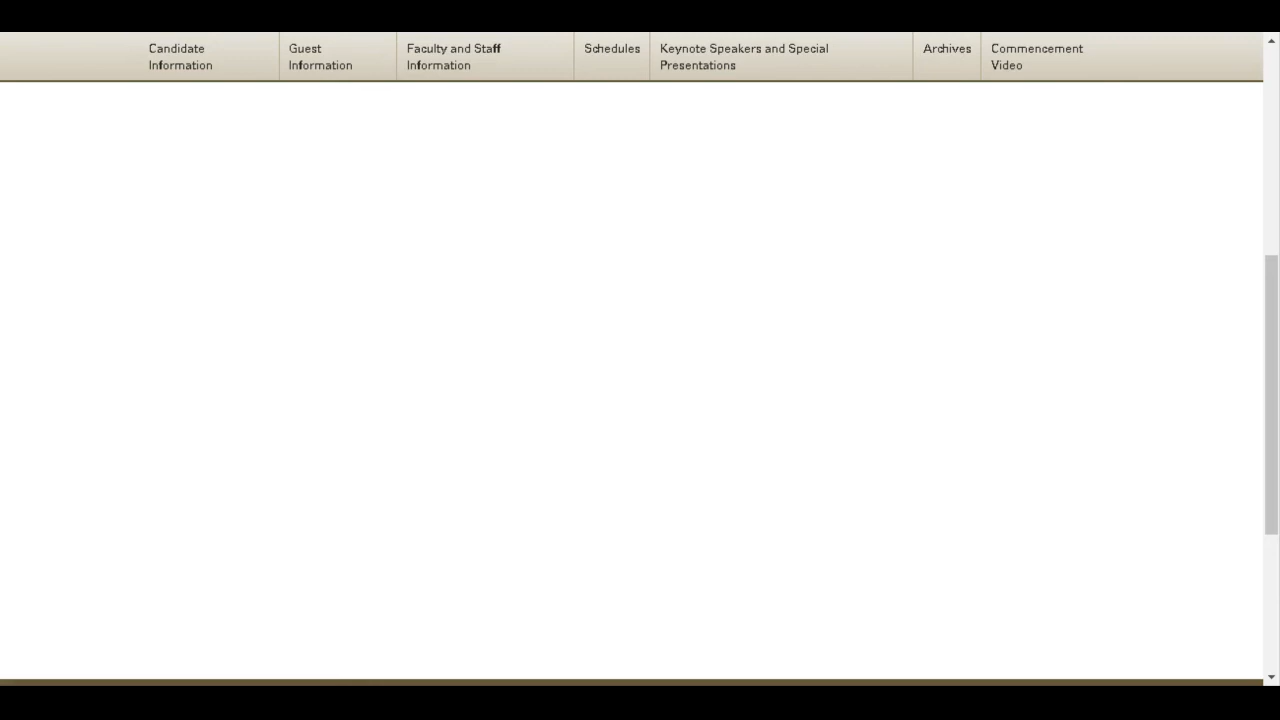 Candidate Information
Guest Information
Faculty and Staff Information
Schedules
Keynote Speakers and Special Presentations
Archives
Commencement Video